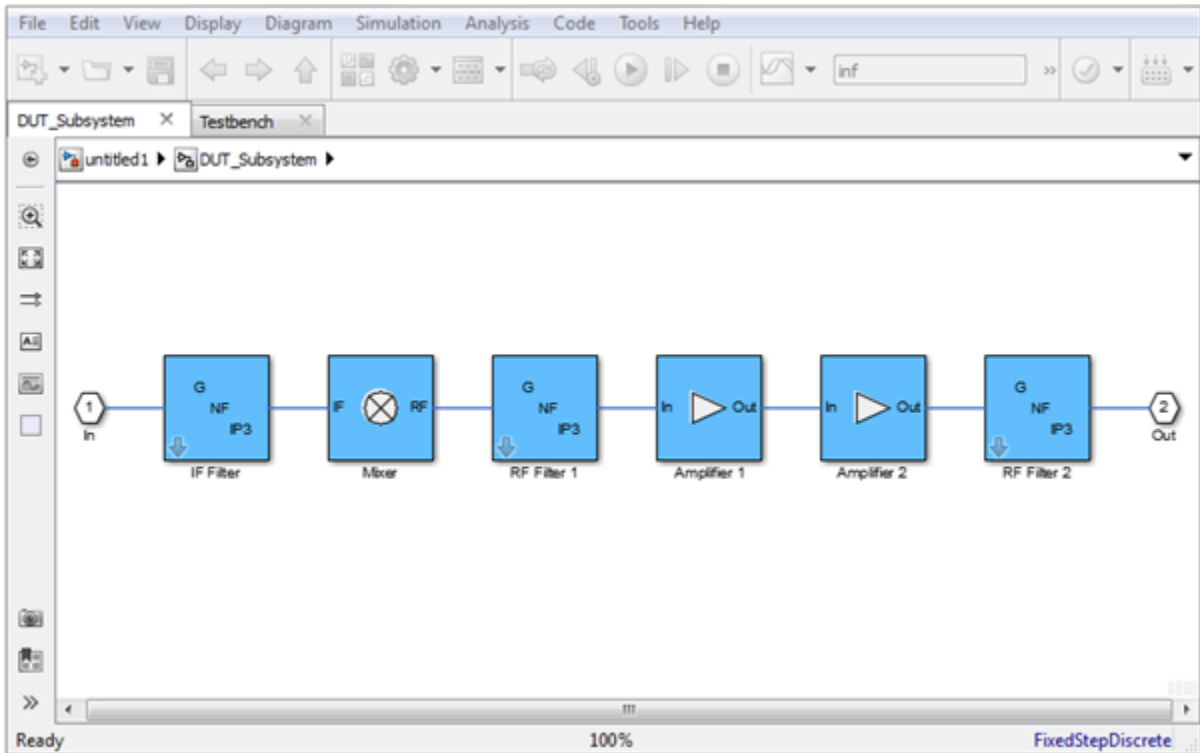 File Edit View Display Diagram Simulation Analysis Code Tools Help
inf »
DUT_Subsystem × Testbench ×
untitled1 ▶ DUT_Subsystem ▶
1
In
G
NF
IP3
IF Filter
IF RF
Mixer
G
NF
IP3
RF Filter 1
In Out
Amplifier 1
In Out
Amplifier 2
G
NF
IP3
RF Filter 2
2
Out
Ready 100% FixedStepDiscrete